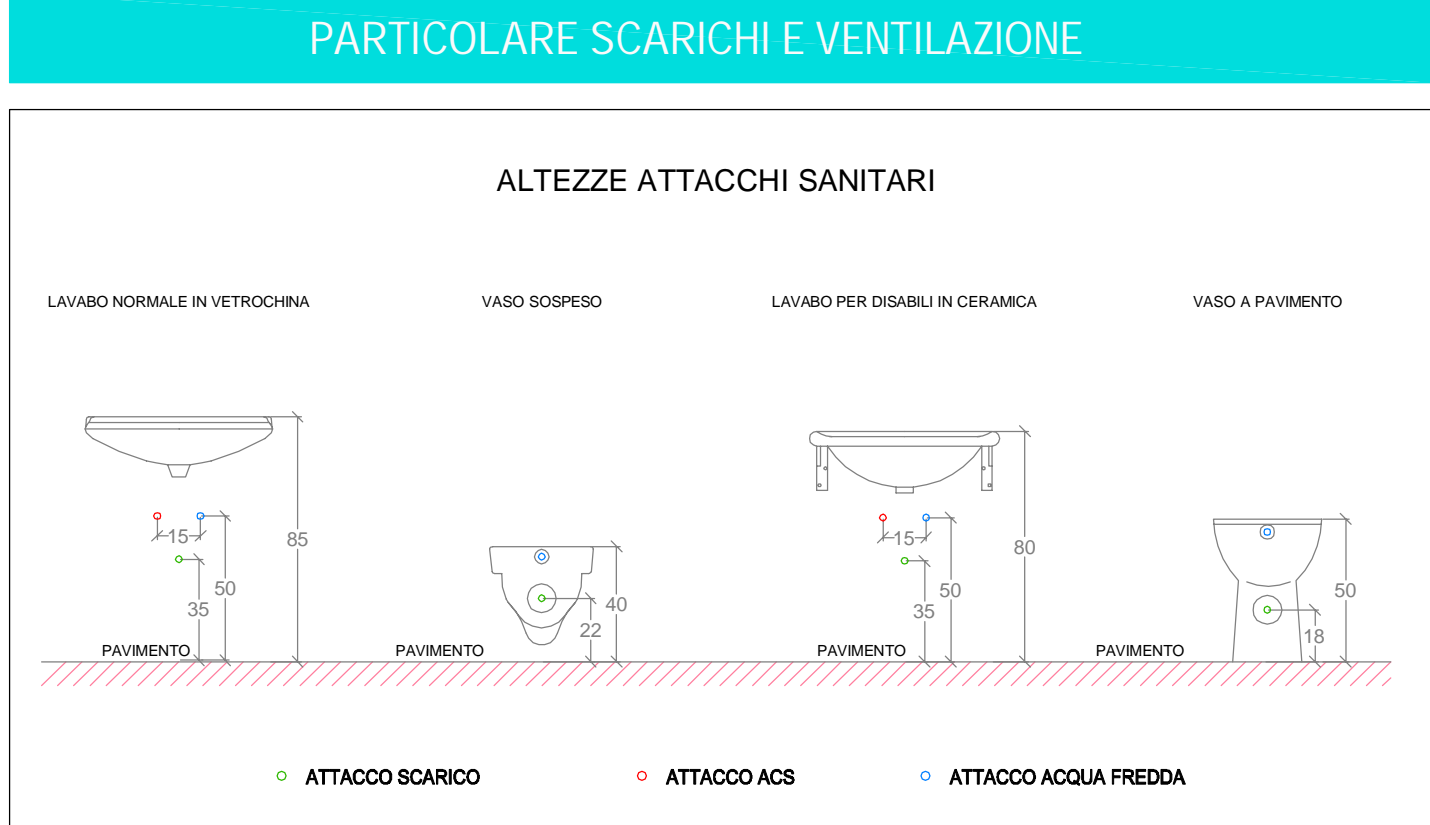 PARTICOLARE SCARICHI E VENTILAZIONE
ALTEZZE ATTACCHI SANITARI
LAVABO NORMALE IN VETROCHINA
VASO SOSPESO
LAVABO PER DISABILI IN CERAMICA
VASO A PAVIMENTO
15
35
50
85
PAVIMENTO
22
40
PAVIMENTO
15
35
50
80
PAVIMENTO
18
50
PAVIMENTO
ATTACCO SCARICO
ATTACCO ACS
ATTACCO ACQUA FREDDA